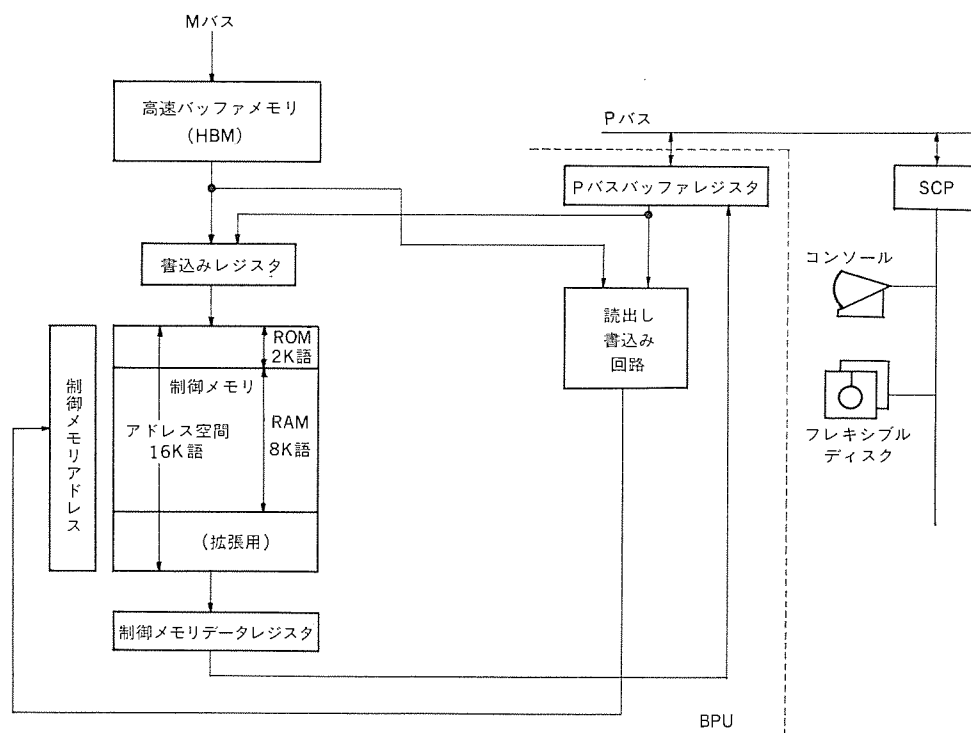 Mバス
高速バッファメモリ
(HBM)
Pバス
Pバスバッファレジスタ
SCP
書込みレジスタ
コンソール
読出し
書込み
回路
ROM
2K語
制御メモリ
制御メモリアドレス
アドレス空間
16K語
RAM
8K語
フレキシブル
ディスク
(拡張用)
制御メモリデータレジスタ
BPU